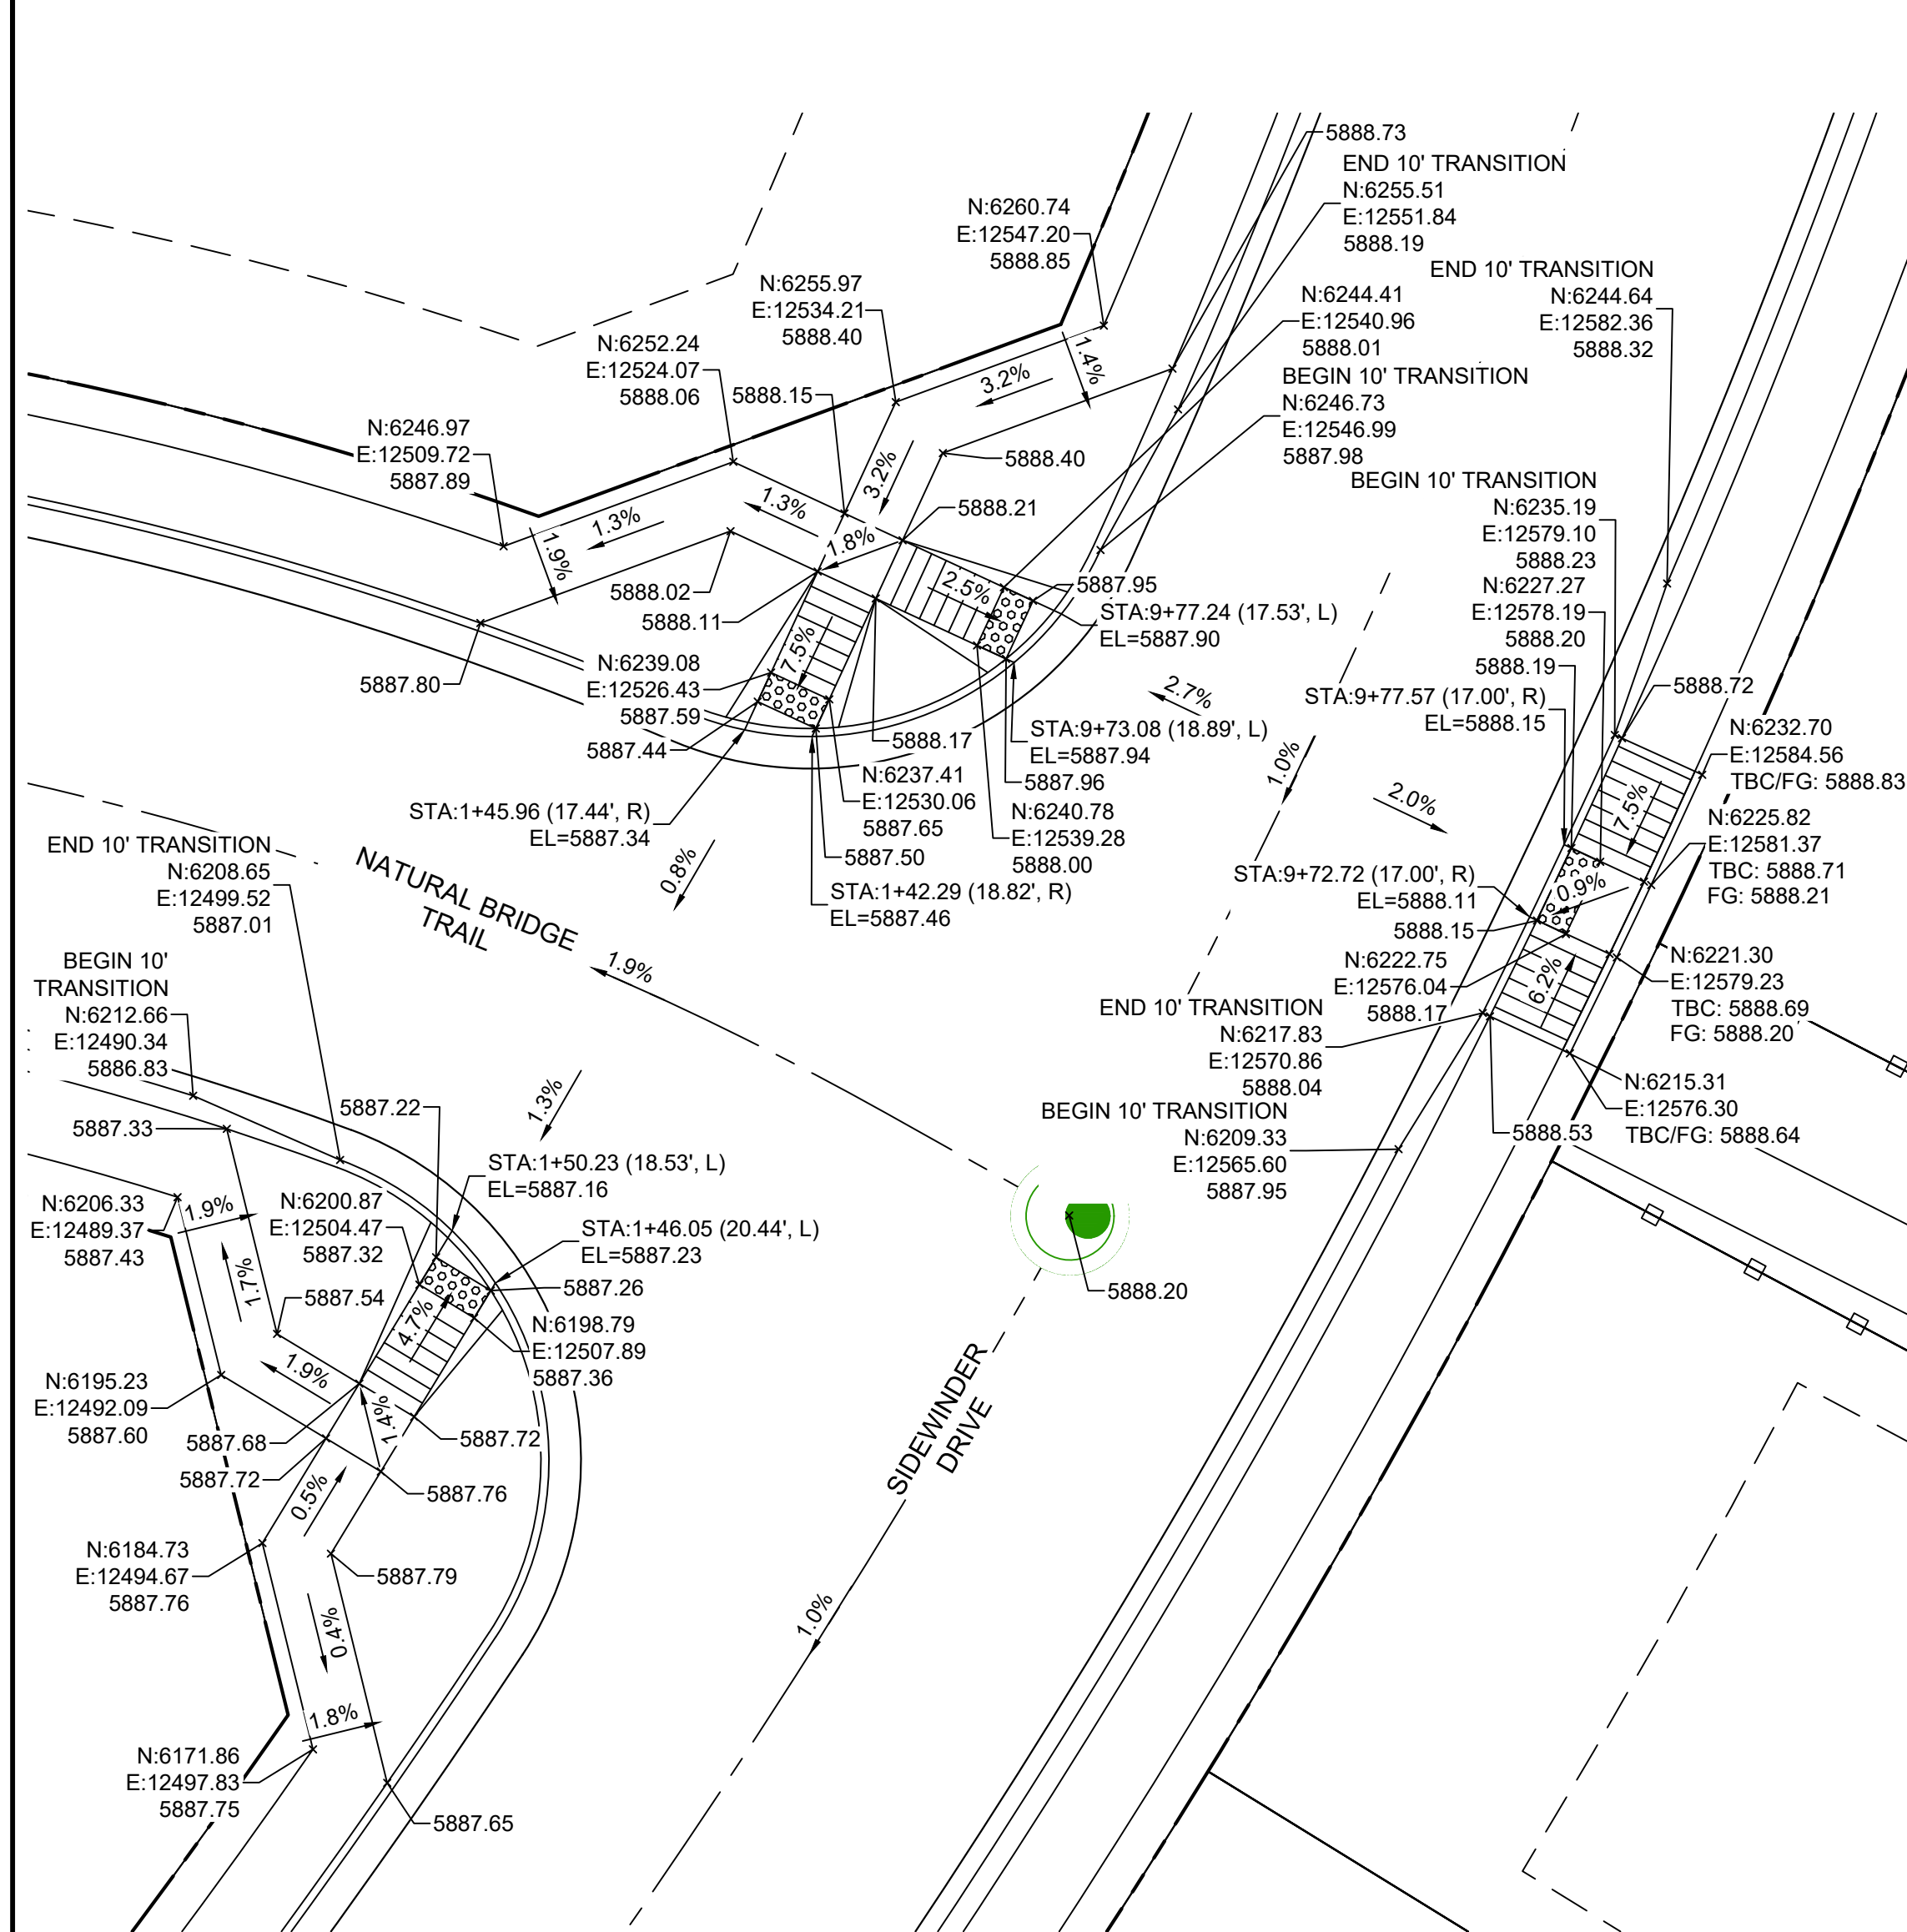 5888.73
END 10' TRANSITION
N:6255.51
E:12551.84
5888.19
N:6260.74
E:12547.20
5888.85
END 10' TRANSITION
N:6244.64
E:12582.36
5888.32
N:6255.97
E:12534.21
5888.40
N:6244.41
E:12540.96
5888.01
N:6252.24
E:12524.07
5888.06
5888.15
1.4%
3.2%
BEGIN 10' TRANSITION
N:6246.73
E:12546.99
5887.98
N:6246.97
E:12509.72
5887.89
3.2%
5888.40
BEGIN 10' TRANSITION
N:6235.19
E:12579.10
5888.23
1.3%
1.3%
1.9%
1.8%
5888.21
5888.02
5888.11
2.5%
5887.95
N:6227.27
E:12578.19
5888.20
STA:9+77.24 (17.53', L)
EL=5887.90
7.5%
N:6239.08
E:12526.43
5887.59
5887.80
5887.44
5888.19
STA:9+77.57 (17.00', R)
EL=5888.15
5888.72
2.7%
STA:9+73.08 (18.89', L)
EL=5887.94
5887.96
5888.17
N:6232.70
E:12584.56
TBC/FG: 5888.83
1.0%
2.0%
7.5%
N:6237.41
E:12530.06
5887.65
5887.50
N:6240.78
E:12539.28
5888.00
STA:1+45.96 (17.44', R)
EL=5887.34
N:6225.82
E:12581.37
TBC: 5888.71
FG: 5888.21
END 10' TRANSITION
N:6208.65
E:12499.52
5887.01
NATURAL BRIDGE
TRAIL
0.8%
STA:1+42.29 (18.82', R)
EL=5887.46
STA:9+72.72 (17.00', R)
EL=5888.11
5888.15
0.9%
BEGIN 10'
TRANSITION
N:6212.66
E:12490.34
5886.83
1.9%
N:6222.75
E:12576.04
5888.17
6.2%
N:6221.30
E:12579.23
TBC: 5888.69
FG: 5888.20
END 10' TRANSITION
N:6217.83
E:12570.86
5888.04
1.3%
5887.22
5887.33
BEGIN 10' TRANSITION
N:6209.33
E:12565.60
5887.95
N:6215.31
E:12576.30
TBC/FG: 5888.64
5888.53
STA:1+50.23 (18.53', L)
EL=5887.16
N:6206.33
E:12489.37
5887.43
1.9%
N:6200.87
E:12504.47
5887.32
STA:1+46.05 (20.44', L)
EL=5887.23
5887.26
1.7%
5887.54
4.7%
5888.20
N:6198.79
E:12507.89
5887.36
1.9%
1.4%
N:6195.23
E:12492.09
5887.60
5887.68
5887.72
5887.72
5887.76
SIDEWINDER
DRIVE
0.5%
N:6184.73
E:12494.67
5887.76
5887.79
0.4%
1.0%
1.8%
N:6171.86
E:12497.83
5887.75
5887.65